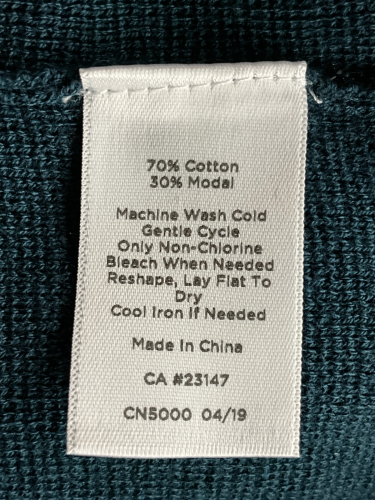 70% Cotton
30% Modal
Machine Wash Cold
Gentle Cycle
Only Non-Chlorine
Bleach When Needed
Reshape, Lay Flat To
Dry
Cool Iron If Needed
Made In China
CA #23147
CN5000 04/19